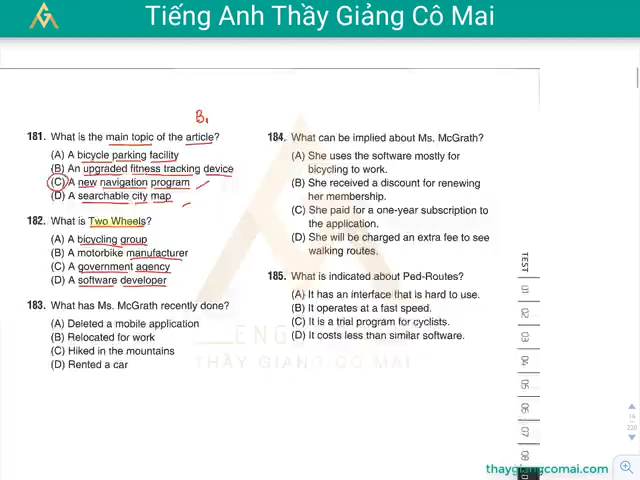 Tiếng Anh Thầy Giảng Cô Mai
B.
181. What is the main topic of the article?
(A) A bicycle parking facility
(B) An upgraded fitness tracking device
(C) A new navigation program
(D) A searchable city map
182. What is Two Wheels?
(A) A bicycling group
(B) A motorbike manufacturer
(C) A government agency
(D) A software developer
183. What has Ms. McGrath recently done?
(A) Deleted a mobile application
(B) Relocated for work
(C) Hiked in the mountains
(D) Rented a car
184. What can be implied about Ms. McGrath?
(A) She uses the software mostly for
bicycling to work.
(B) She received a discount for renewing
her membership.
(C) She paid for a one-year subscription to
the application.
(D) She will be charged an extra fee to see
walking routes.
185. What is indicated about Ped-Routes?
(A) It has an interface that is hard to use.
(B) It operates at a fast speed.
(C) It is a trial program for cyclists.
(D) It costs less than similar software.
THẦY GIẢNG CÔ MAI
TEST
01
02
03
04
05
06
07
08
16
220
thaygiangcomai.com